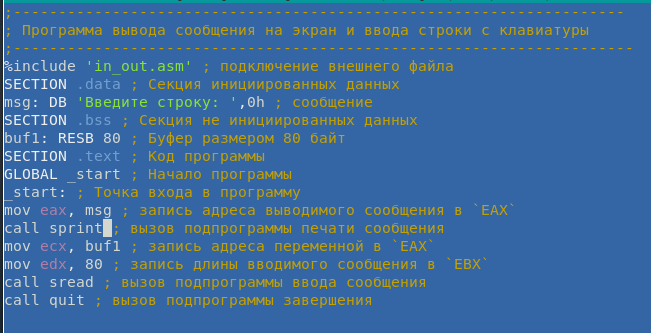 ;-----------------------------------------------------------------------
; Программа вывода сообщения на экран и ввода строки с клавиатуры
;------------------------------------------------------------------------
%include 'in_out.asm' ; подключение внешнего файла
SECTION .data ; Секция инициированных данных
msg: DB 'Введите строку: ',0h ; сообщение
SECTION .bss ; Секция не инициированных данных
buf1: RESB 80 ; Буфер размером 80 байт
SECTION .text ; Код программы
GLOBAL _start ; Начало программы
_start: ; Точка входа в программу
mov eax, msg ; запись адреса выводимого сообщения в `EAX`
call sprint ; вызов подпрограммы печати сообщения
mov ecx, buf1 ; запись адреса переменной в `EAX`
mov edx, 80 ; запись длины вводимого сообщения в `EBX`
call sread ; вызов подпрограммы ввода сообщения
call quit ; вызов подпрограммы завершения